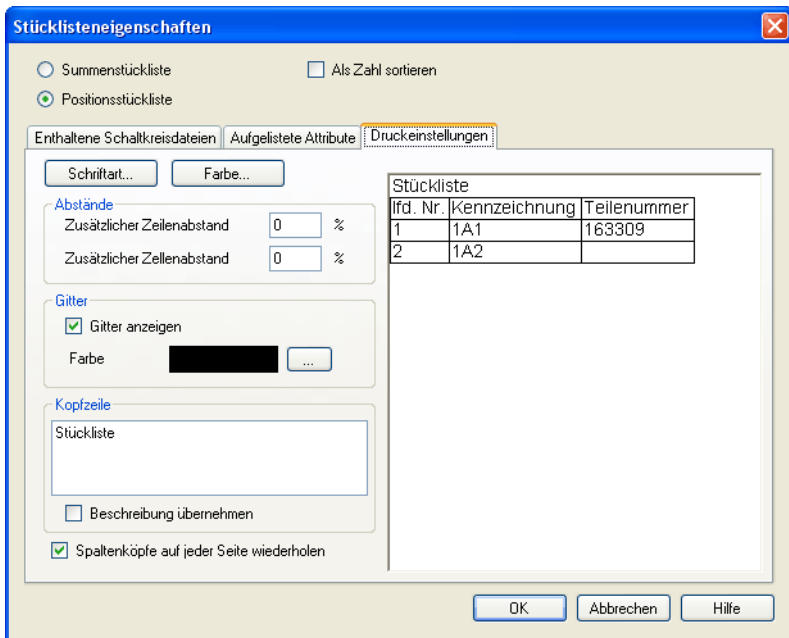 Stücklisteneigenschaften
Summenstückliste
Als Zahl sortieren
Positionsstückliste
Enthaltene Schaltkreisdateien
Aufgelistete Attribute
Druckeinstellungen
Schriftart...
Farbe...
Abstände
Zusätzlicher Zeilenabstand 0 %
Zusätzlicher Zellenabstand 0 %
Gitter
Gitter anzeigen
Farbe ...
Kopfzeile
Stückliste
Beschreibung übernehmen
Spaltenköpfe auf jeder Seite wiederholen
Stückliste
lfd. Nr. Kennzeichnung Teilenummer
1 1A1 163309
2 1A2
OK Abbrechen Hilfe